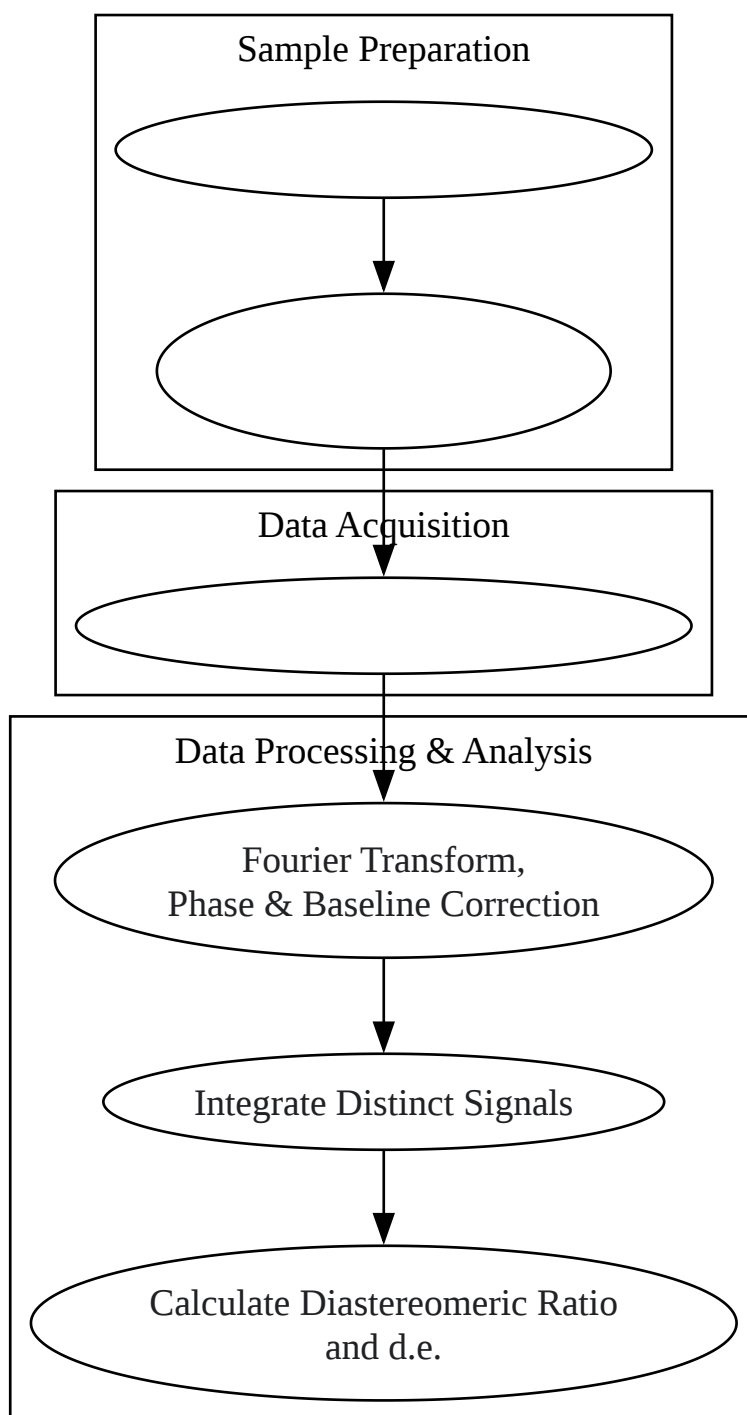 Sample Preparation
Data Acquisition
Data Processing & Analysis
Fourier Transform,
Phase & Baseline Correction
Integrate Distinct Signals
Calculate Diastereomeric Ratio
and d.e.